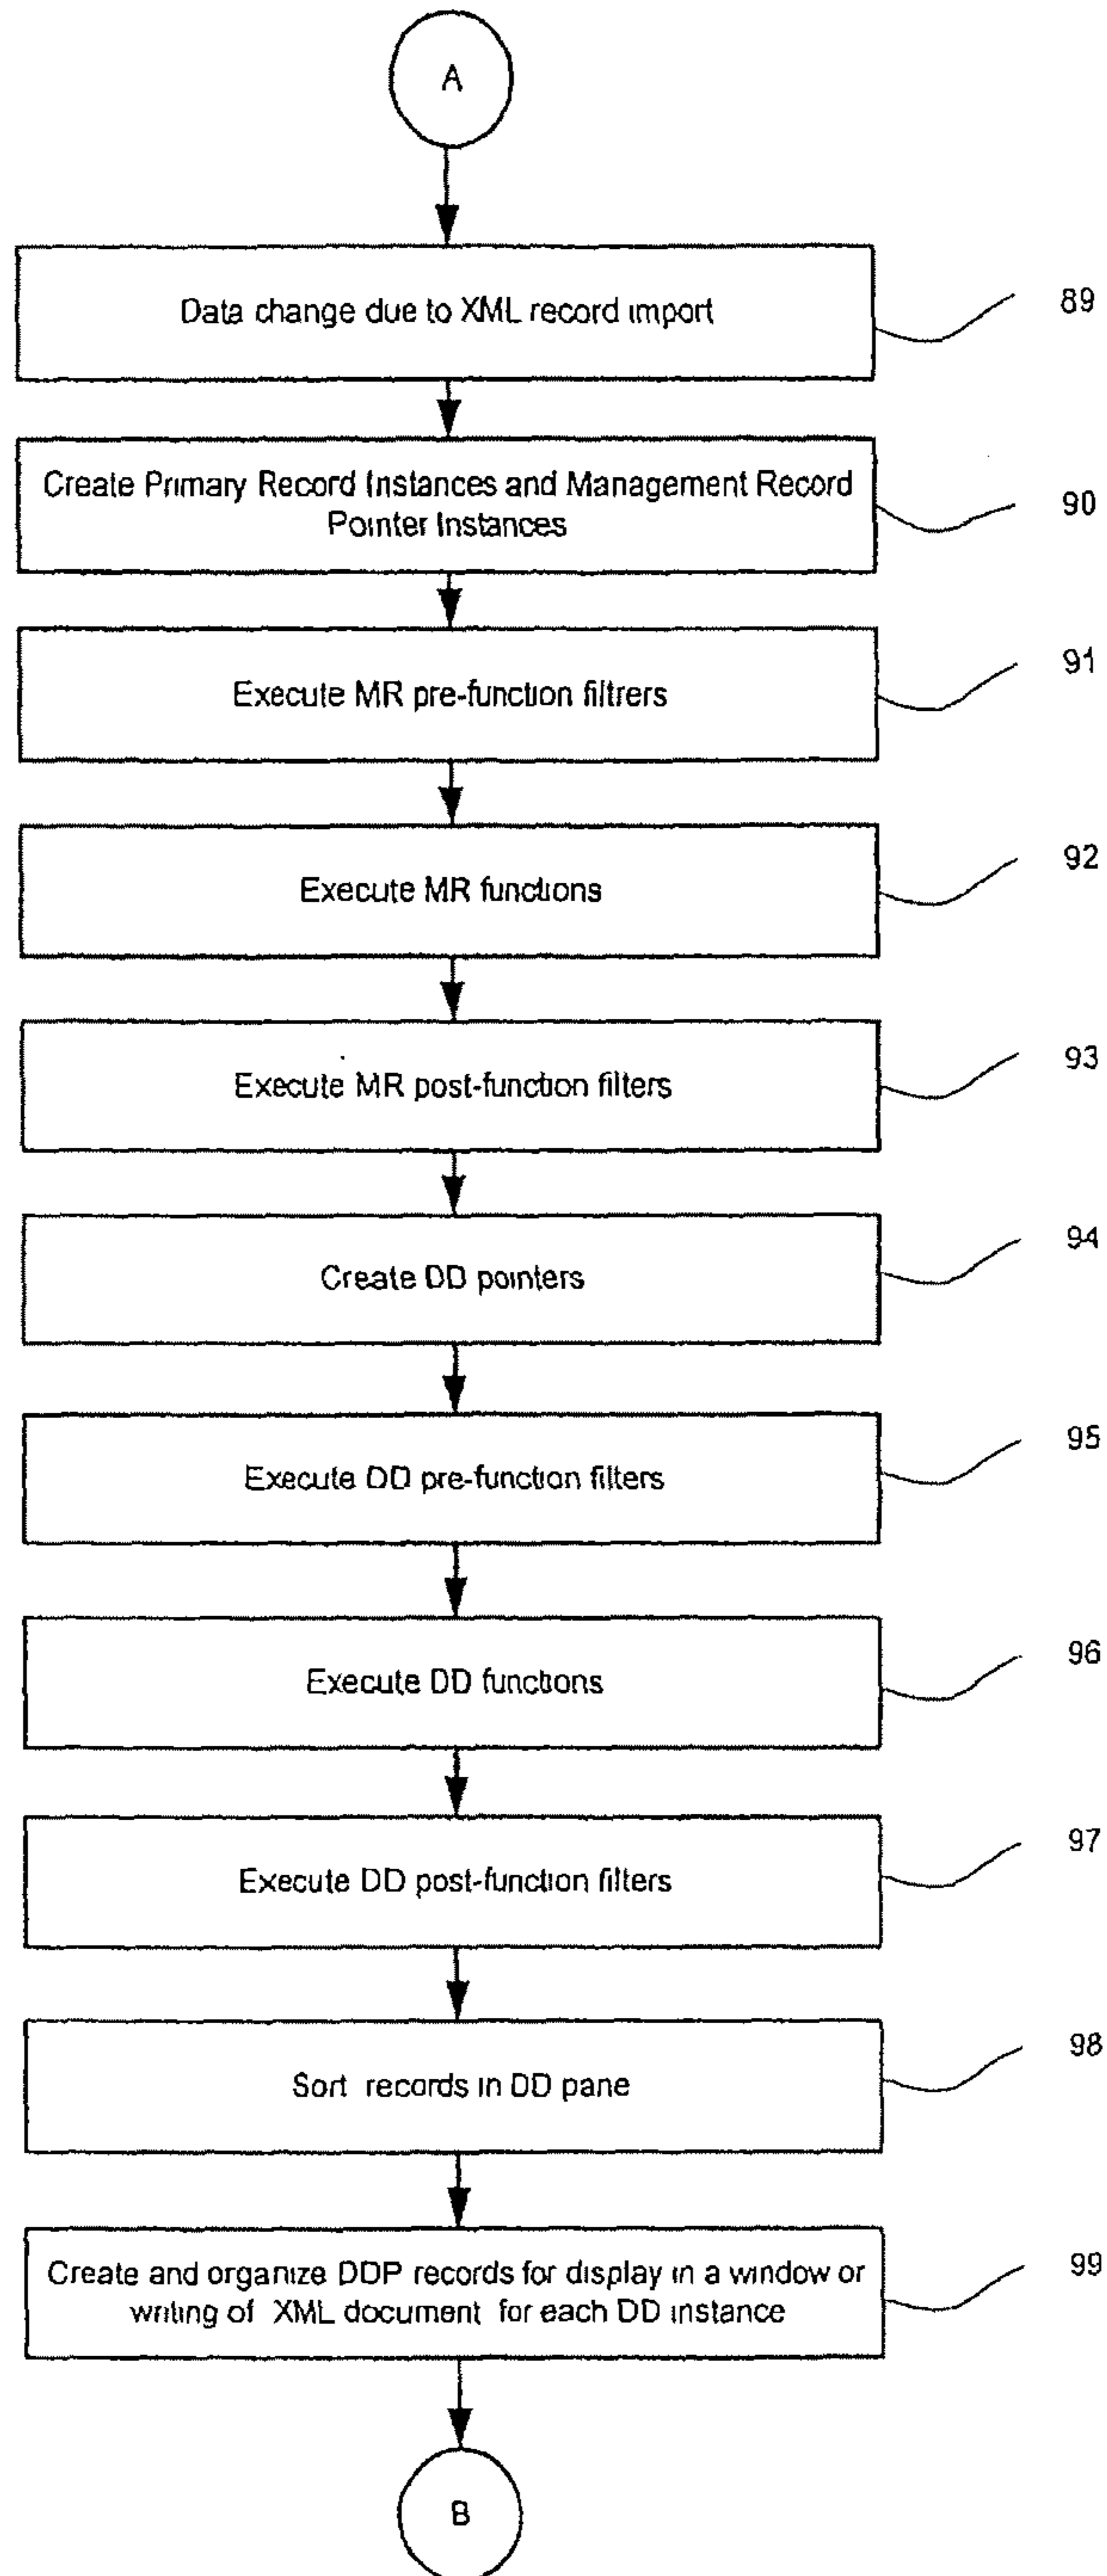 A
Data change due to XML record import
89
Create Primary Record Instances and Management Record
Pointer Instances
90
Execute MR pre-function filtrers
91
Execute MR functions
92
Execute MR post-function filters
93
Create DD pointers
94
Execute DD pre-function filters
95
Execute DD functions
96
Execute DD post-function filters
97
Sort records in DD pane
98
Create and organize DDP records for display in a window or
writing of XML document for each DD instance
99
B